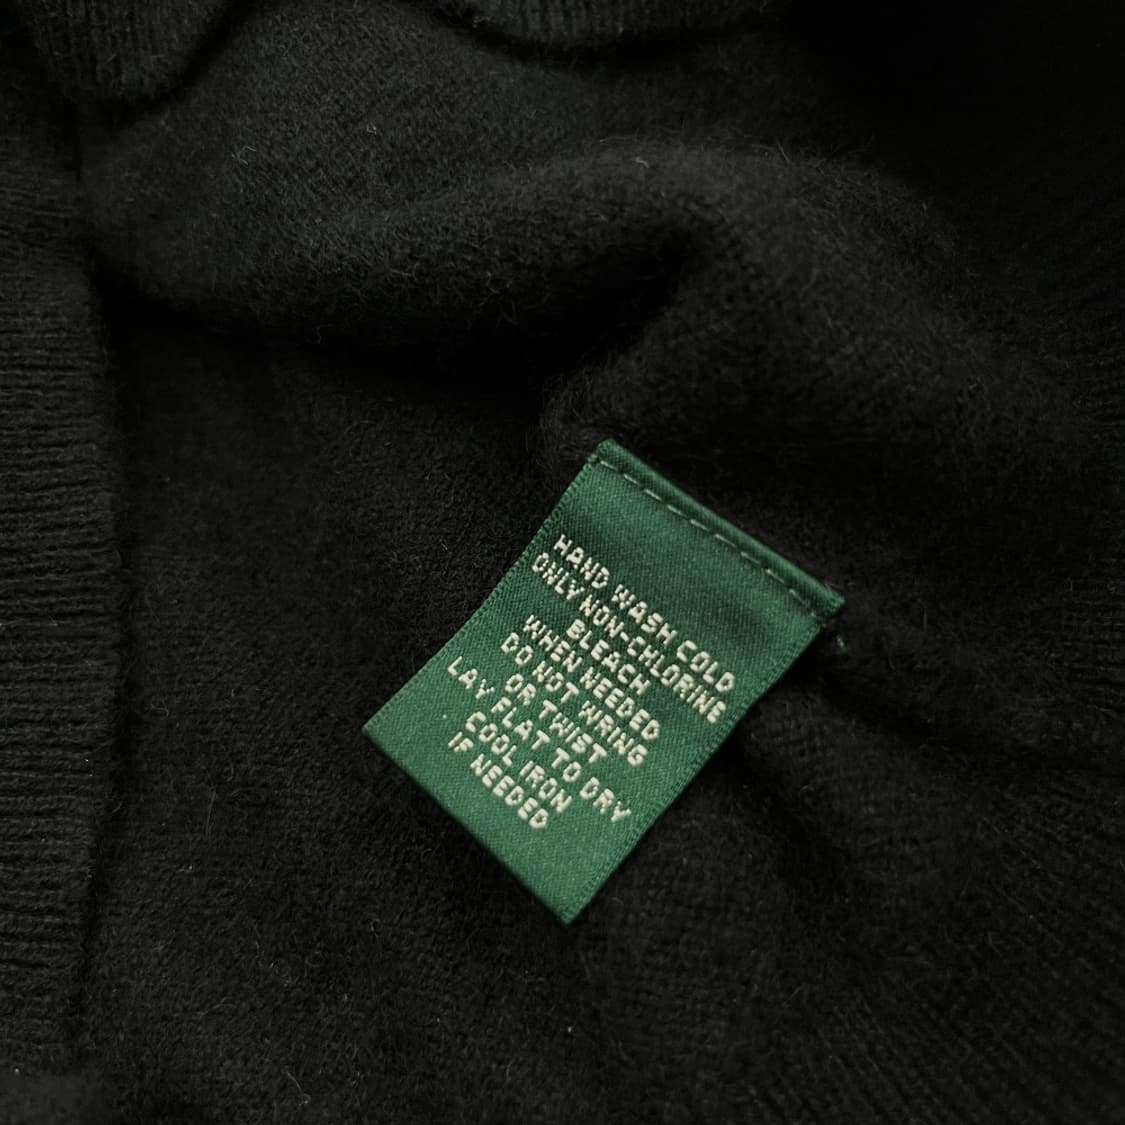 HAND WASH COLD
ONLY NON-CHLORINE
BLEACH
WHEN NEEDED
DO NOT WRING
OR TWIST
LAY FLAT TO DRY
COOL IRON
IF NEEDED